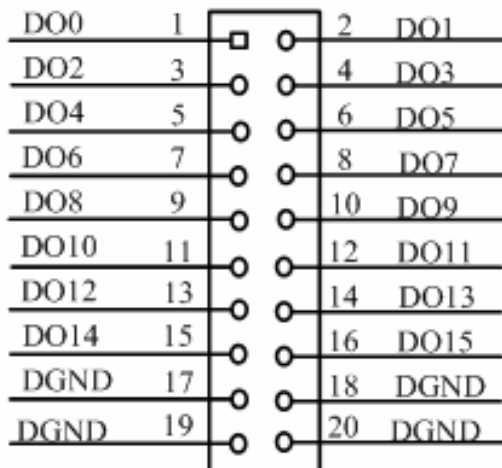 DO0 1 2 DO1
DO2 3 4 DO3
DO4 5 6 DO5
DO6 7 8 DO7
DO8 9 10 DO9
DO10 11 12 DO11
DO12 13 14 DO13
DO14 15 16 DO15
DGND 17 18 DGND
DGND 19 20 DGND